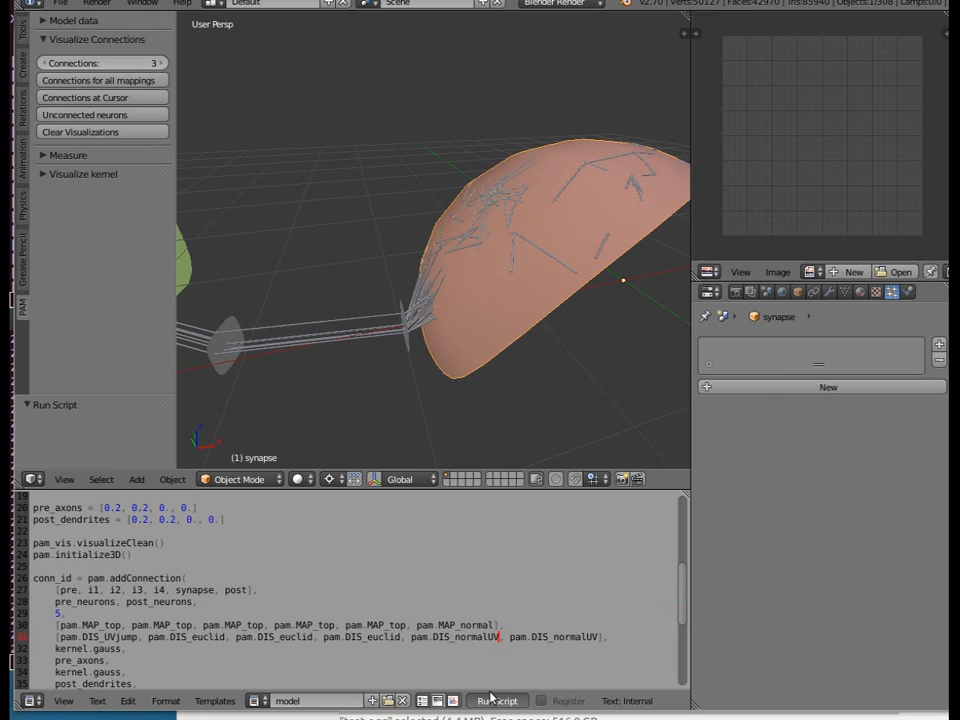 File Render Window Help Default Scene Blender Render v2.70 | Verts:50127 | Faces:42970 | Tris:85940 | Objects:1/308 | Lamps:0/0
Tools
Create
Relations
Animation
Physics
Grease Pencil
PAM
Model data
Visualize Connections
Connections: 3
Connections for all mappings
Connections at Cursor
Unconnected neurons
Clear Visualizations
Measure
Visualize kernel
Run Script
User Persp
(1) synapse
View Select Add Object Object Mode Global
View Image New Open
synapse
New
19
20 pre_axons = [0.2, 0.2, 0., 0.]
21 post_dendrites = [0.2, 0.2, 0., 0.]
22
23 pam_vis.visualizeClean()
24 pam.initialize3D()
25
26 conn_id = pam.addConnection(
27 [pre, i1, i2, i3, i4, synapse, post],
28 pre_neurons, post_neurons,
29 5,
30 [pam.MAP_top, pam.MAP_top, pam.MAP_top, pam.MAP_top, pam.MAP_normal],
31 [pam.DIS_UVjump, pam.DIS_euclid, pam.DIS_euclid, pam.DIS_euclid, pam.DIS_normalUV, pam.DIS_normalUV],
32 kernel.gauss,
33 pre_axons,
34 kernel.gauss,
35 post_dendrites,
View Text Edit Format Templates model Run Script Register Text: Internal